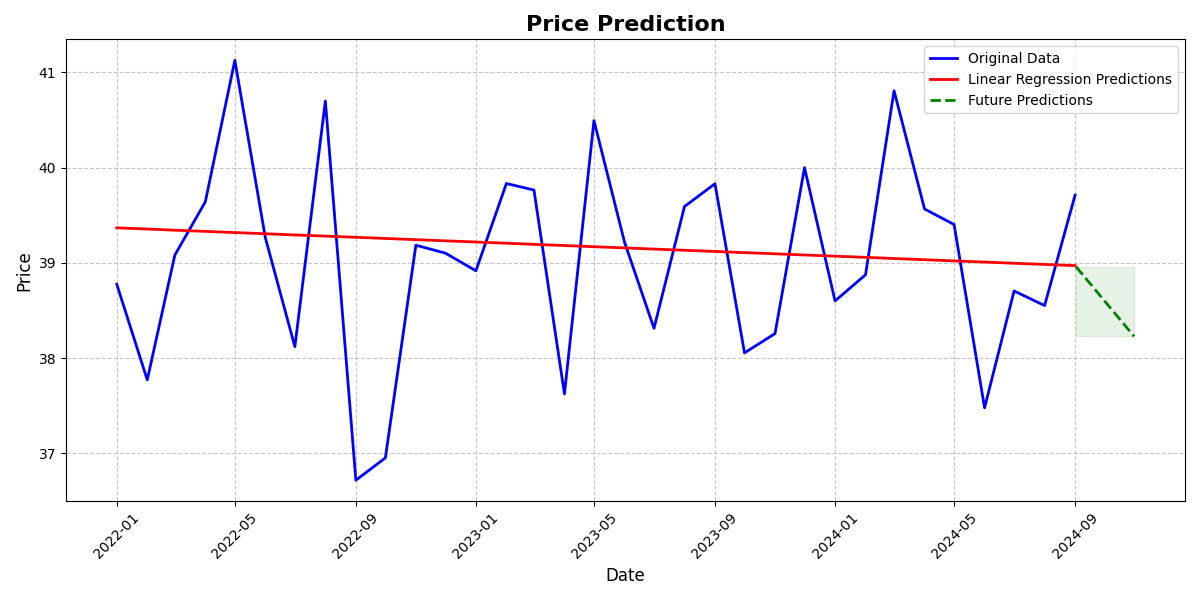 Price Prediction
Original Data
Linear Regression Predictions
Future Predictions
Price
41
40
39
38
37
2022-01
2022-05
2022-09
2023-01
2023-05
2023-09
2024-01
2024-05
2024-09
Date